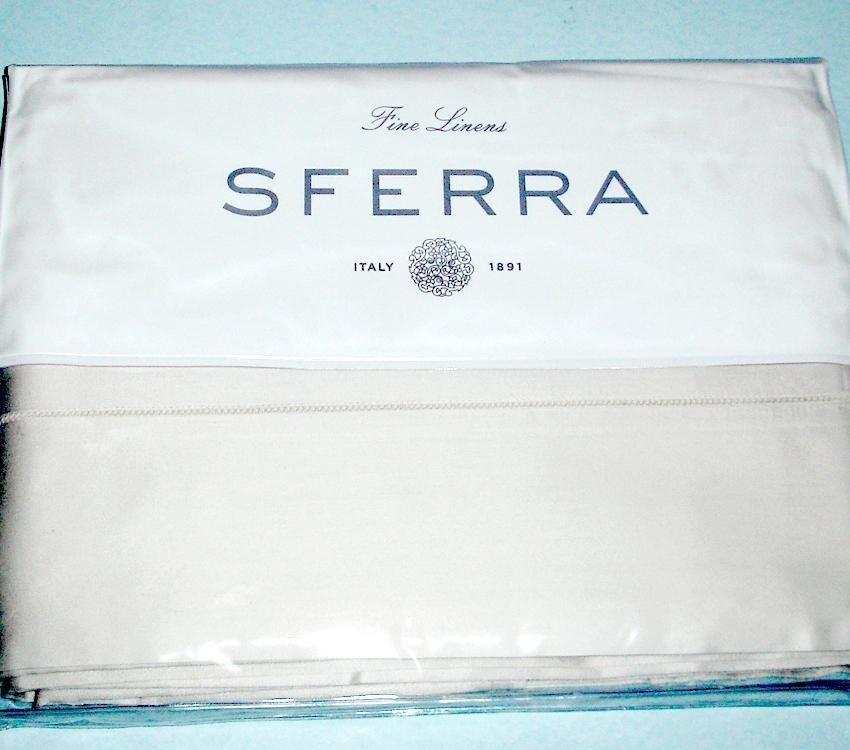 Fine Linens
SFERRA
ITALY 1891